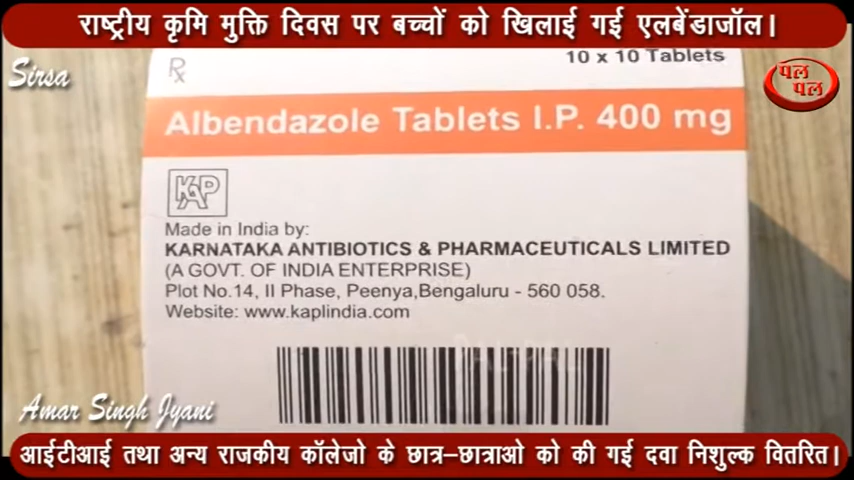 राष्ट्रीय कृमि मुक्ति दिवस पर बच्चों को खिलाई गई एलबेंडाजॉल।
Sirsa
पल
पल
Rx
10 x 10 Tablets
Albendazole Tablets I.P. 400 mg
KAP
Made in India by:
KARNATAKA ANTIBIOTICS & PHARMACEUTICALS LIMITED
(A GOVT. OF INDIA ENTERPRISE)
Plot No.14, II Phase, Peenya,Bengaluru - 560 058.
Website: www.kaplindia.com
PAL PAL
Amar Singh Jyani
आईटीआई तथा अन्य राजकीय कॉलेजो के छात्र-छात्राओ को की गई दवा निशुल्क वितरित।